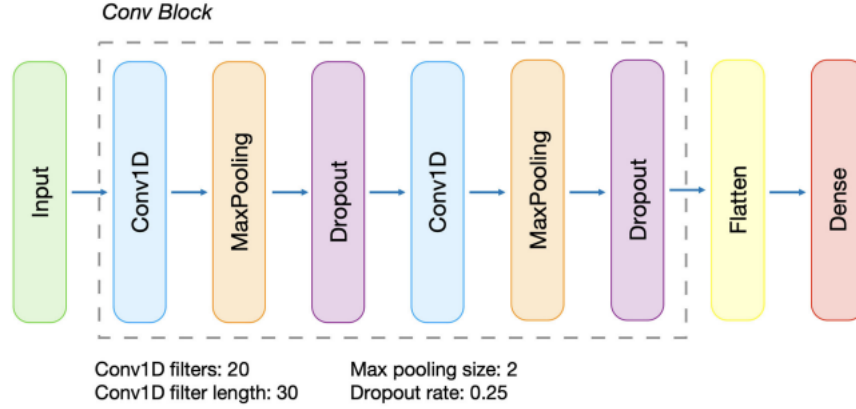 Conv Block
Input
Conv1D
MaxPooling
Dropout
Conv1D
MaxPooling
Dropout
Flatten
Dense
Conv1D filters: 20
Conv1D filter length: 30
Max pooling size: 2
Dropout rate: 0.25